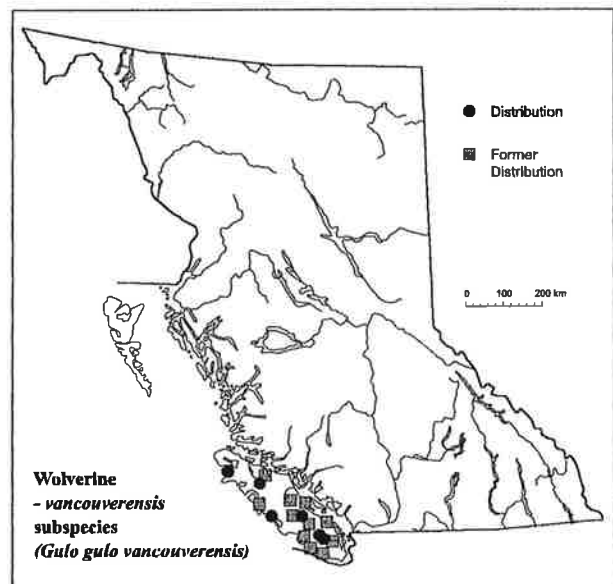 Distribution
Former
Distribution
0 100 200 km
Wolverine
- vancouverensis
subspecies
(Gulo gulo vancouverensis)